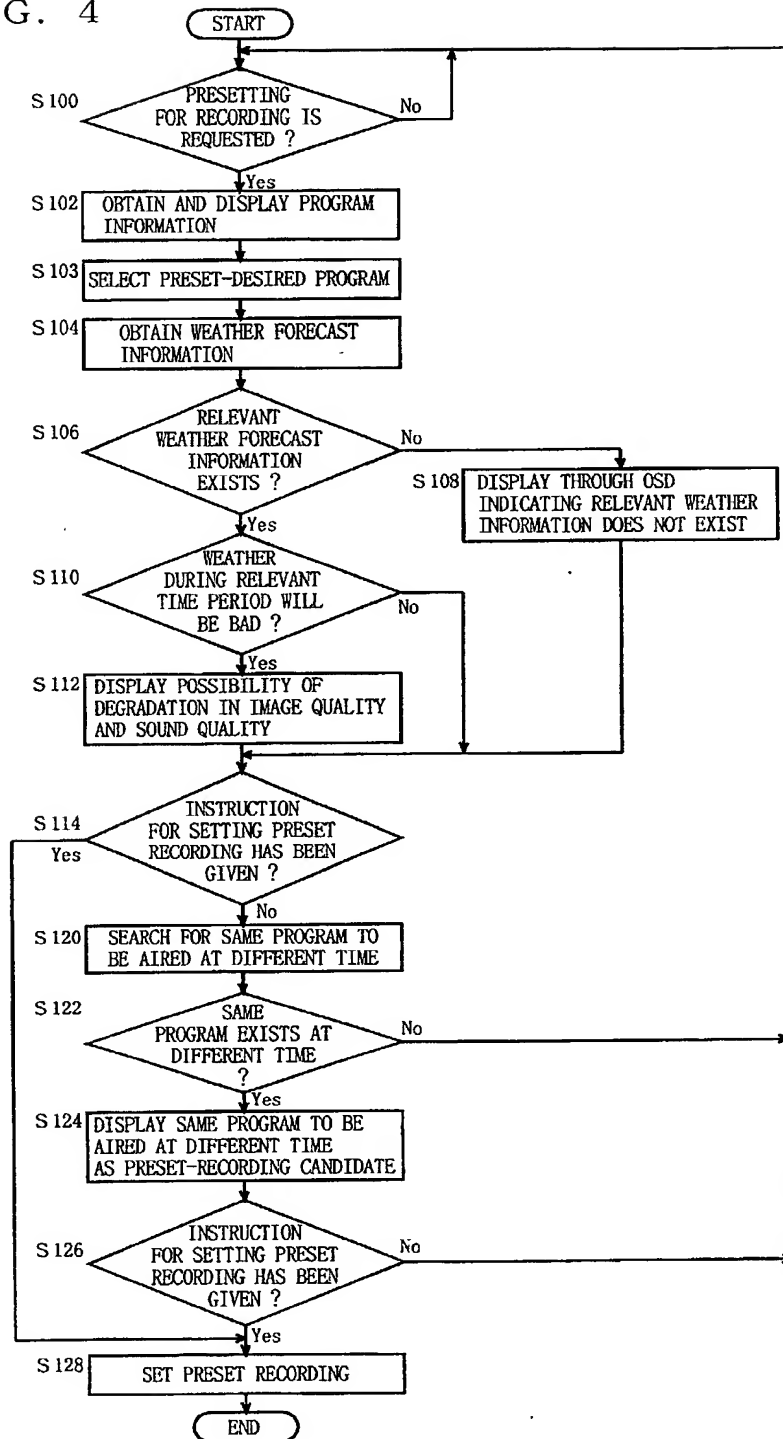 G. 4
START
S100
PRESETTING
FOR RECORDING IS
REQUESTED ?
No
Yes
S102
OBTAIN AND DISPLAY PROGRAM
INFORMATION
S103
SELECT PRESET-DESIRED PROGRAM
S104
OBTAIN WEATHER FORECAST
INFORMATION
S106
RELEVANT
WEATHER FORECAST
INFORMATION
EXISTS ?
No
Yes
S108
DISPLAY THROUGH OSD
INDICATING RELEVANT WEATHER
INFORMATION DOES NOT EXIST
S110
WEATHER
DURING RELEVANT
TIME PERIOD WILL
BE BAD ?
No
Yes
S112
DISPLAY POSSIBILITY OF
DEGRADATION IN IMAGE QUALITY
AND SOUND QUALITY
S114
INSTRUCTION
FOR SETTING PRESET
RECORDING HAS BEEN
GIVEN ?
Yes
No
S120
SEARCH FOR SAME PROGRAM TO
BE AIRED AT DIFFERENT TIME
S122
SAME
PROGRAM EXISTS AT
DIFFERENT TIME
?
No
Yes
S124
DISPLAY SAME PROGRAM TO BE
AIRED AT DIFFERENT TIME
AS PRESET-RECORDING CANDIDATE
S126
INSTRUCTION
FOR SETTING PRESET
RECORDING HAS BEEN
GIVEN ?
No
Yes
S128
SET PRESET RECORDING
END